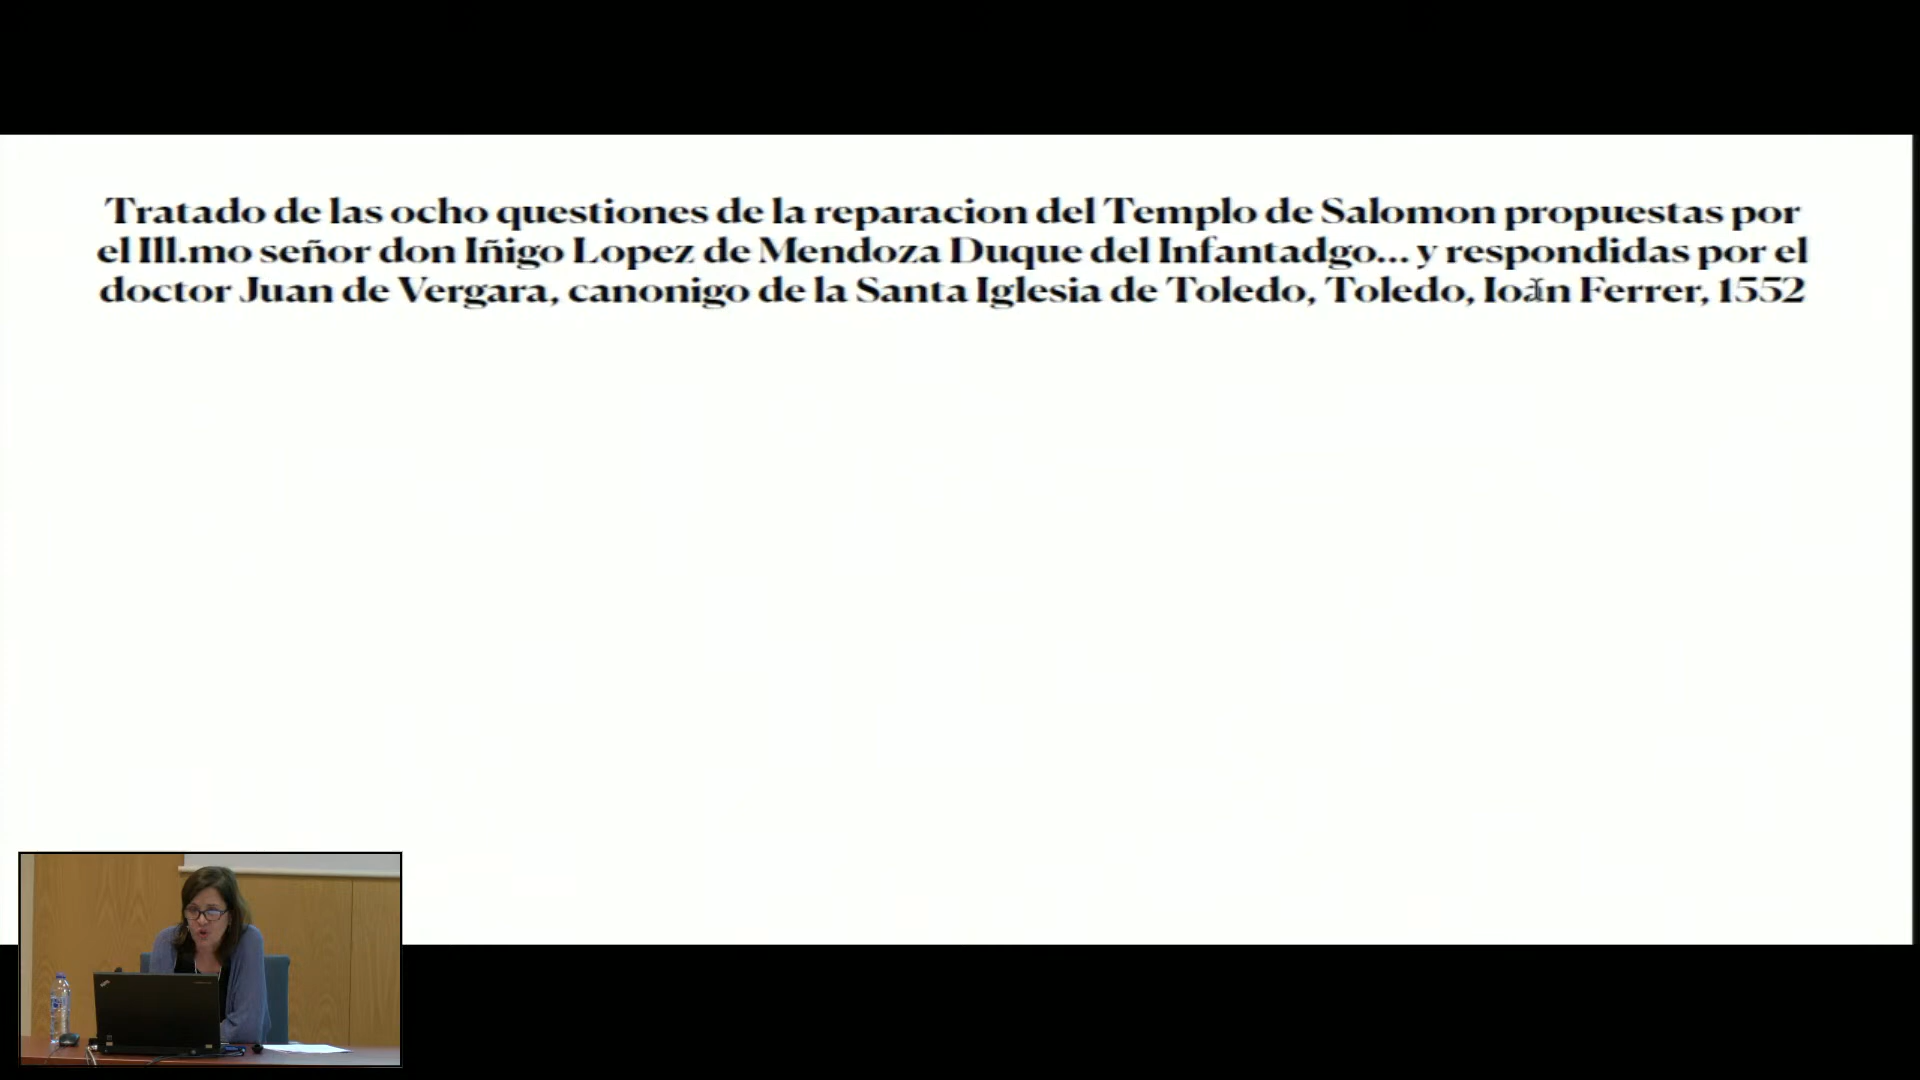 Tratado de las ocho questiones de la reparacion del Templo de Salomon propuestas por
el Ill.mo señor don Iñigo Lopez de Mendoza Duque del Infantadgo... y respondidas por el
doctor Juan de Vergara, canonigo de la Santa Iglesia de Toledo, Toledo, Ioan Ferrer, 1552